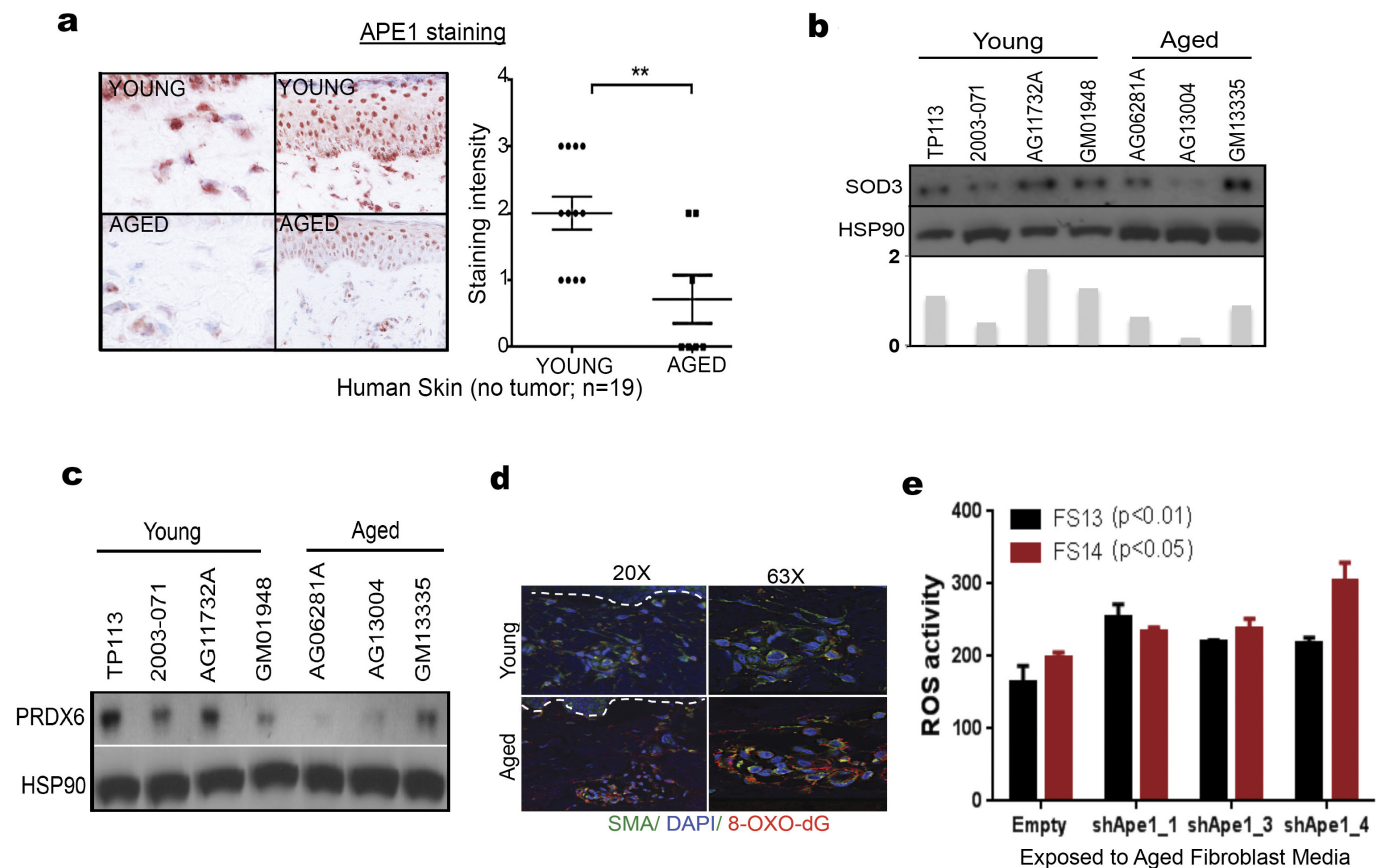 a
APE1 staining
YOUNG
YOUNG
AGED
AGED
Staining intensity
4
3
2
1
0
**
YOUNG
AGED
Human Skin (no tumor; n=19)
b
Young
Aged
TP113
2003-071
AG11732A
GM01948
AG06281A
AG13004
GM13335
SOD3
HSP90
2
0
c
Young
Aged
TP113
2003-071
AG11732A
GM01948
AG06281A
AG13004
GM13335
PRDX6
HSP90
d
20X
63X
Young
Aged
SMA/ DAPI/ 8-OXO-dG
e
FS13 (p<0.01)
FS14 (p<0.05)
ROS activity
400
300
200
100
0
Empty
shApe1_1
shApe1_3
shApe1_4
Exposed to Aged Fibroblast Media